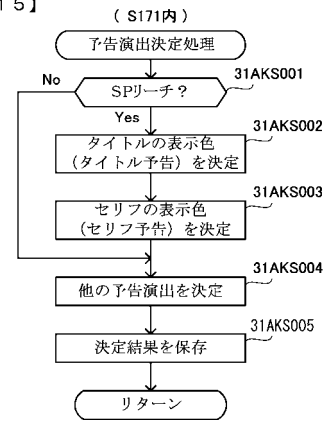 15】
( S171内 )
予告演出決定処理
No
SPリーチ?
31AKS001
Yes
31AKS002
タイトルの表示色
(タイトル予告)を決定
31AKS003
セリフの表示色
(セリフ予告)を決定
31AKS004
他の予告演出を決定
31AKS005
決定結果を保存
リターン